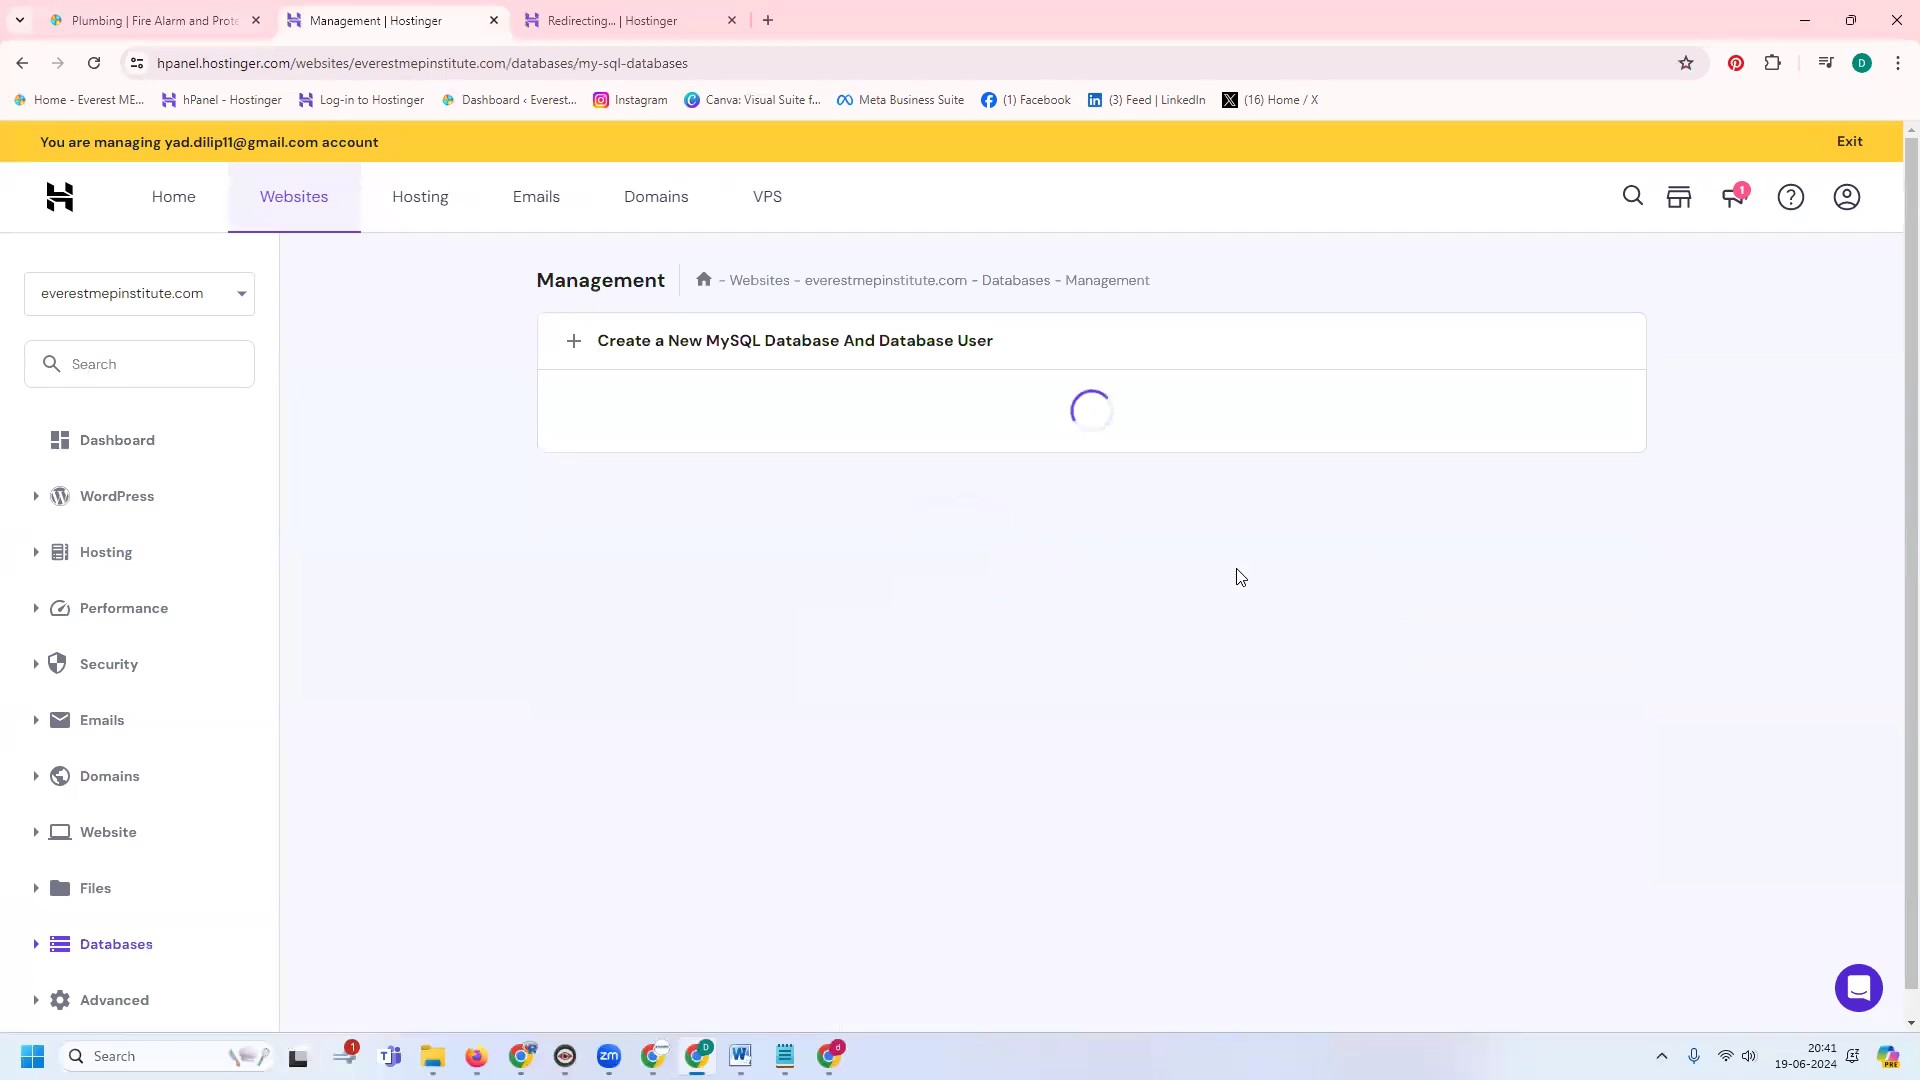 Plumbing | Fire Alarm and Prote
Management | Hostinger
Redirecting... | Hostinger
hpanel.hostinger.com/websites/everestmepinstitute.com/databases/my-sql-databases
D
Home - Everest ME...
hPanel - Hostinger
Log-in to Hostinger
Dashboard ‹ Everest...
Instagram
Canva: Visual Suite f...
Meta Business Suite
(1) Facebook
(3) Feed | LinkedIn
(16) Home / X
You are managing yad.dilip11@gmail.com account
Exit
Home
Websites
Hosting
Emails
Domains
VPS
1
everestmepinstitute.com
Management
- Websites - everestmepinstitute.com - Databases - Management
Search
Create a New MySQL Database And Database User
Dashboard
WordPress
Hosting
Performance
Security
Emails
Domains
Website
Files
Databases
Advanced
Search
1
zm
D
d
20:41
19-06-2024
PRE